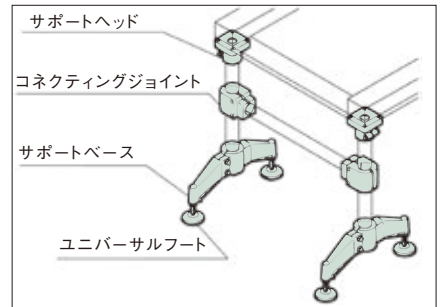 サポートヘッド
コネクティングジョイント
サポートベース
ユニバーサルフート